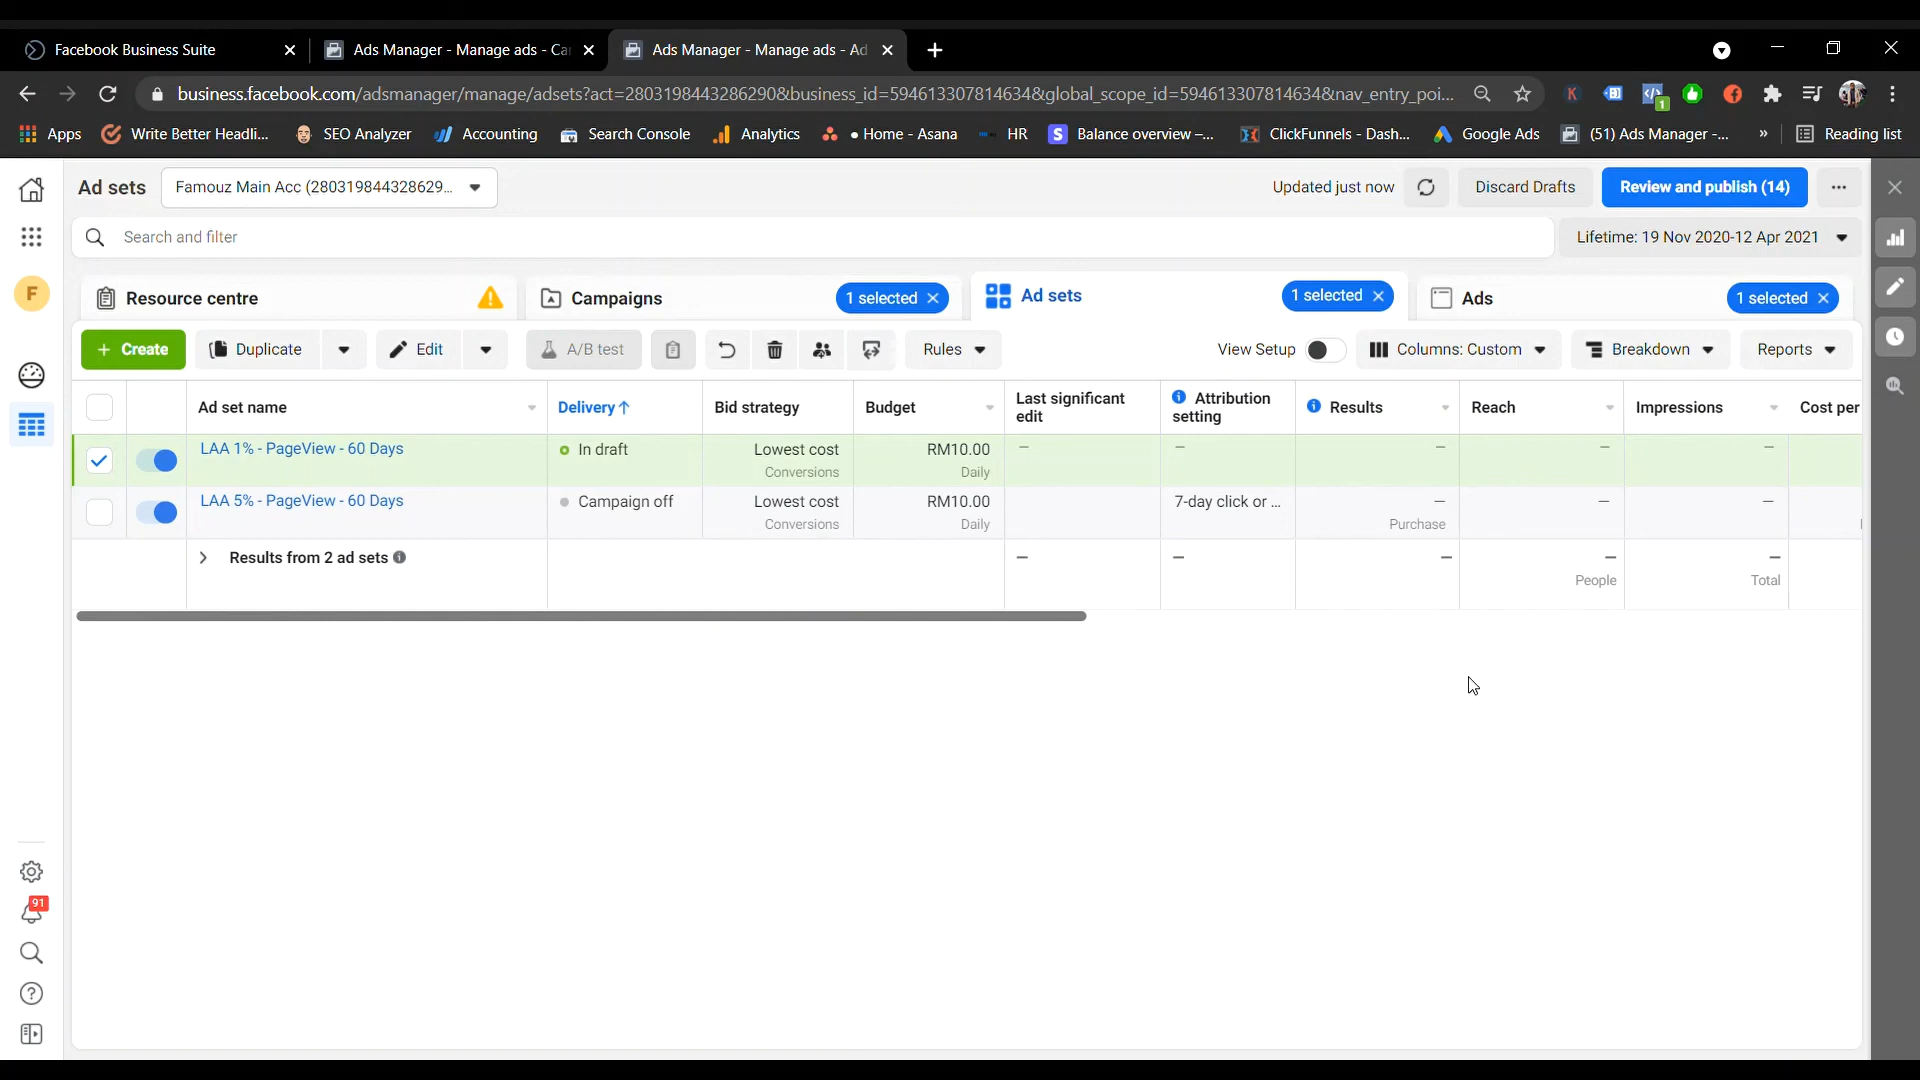 Facebook Business Suite
Ads Manager - Manage ads - Ca
Ads Manager - Manage ads - Ad
business.facebook.com/adsmanager/manage/adsets?act=2803198443286290&business_id=594613307814634&global_scope_id=594613307814634&nav_entry_poi...
K
1
Apps
Write Better Headli...
SEO Analyzer
Accounting
Search Console
Analytics
• Home - Asana
HR
S
Balance overview –...
ClickFunnels - Dash...
Google Ads
(51) Ads Manager -...
»
Reading list
Ad sets
Famouz Main Acc (280319844328629...
Updated just now
Discard Drafts
Review and publish (14)
Search and filter
Lifetime: 19 Nov 2020-12 Apr 2021
F
Resource centre
Campaigns
1 selected
Ad sets
1 selected
Ads
1 selected
+ Create
Duplicate
Edit
A/B test
Rules
View Setup
Columns: Custom
Breakdown
Reports
Ad set name
Delivery↑
Bid strategy
Budget
Last significant
edit
Attribution
setting
Results
Reach
Impressions
Cost per
LAA 1% - PageView - 60 Days
In draft
Lowest cost
Conversions
RM10.00
Daily
–
–
–
–
–
LAA 5% - PageView - 60 Days
Campaign off
Lowest cost
Conversions
RM10.00
Daily
7-day click or ...
–
Purchase
–
–
Results from 2 ad sets
–
–
–
–
People
–
Total
91